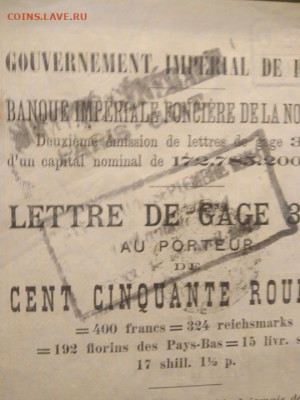 COINS.LAVE.RU
GOUVERNEMENT IMPÉRIAL DE
BANQUE IMPÉRIALE FONCIÈRE DE LA NO
Deuxième émission de lettres de gage 3
d'un capital nominal de 172,785,200
LETTRE DE GAGE 3
AU PORTEUR
DE
CENT CINQUANTE ROU
=400 francs=324 reichsmarks
=192 florins des Pays-Bas=15 livr. s
17 shill. 1½ p.